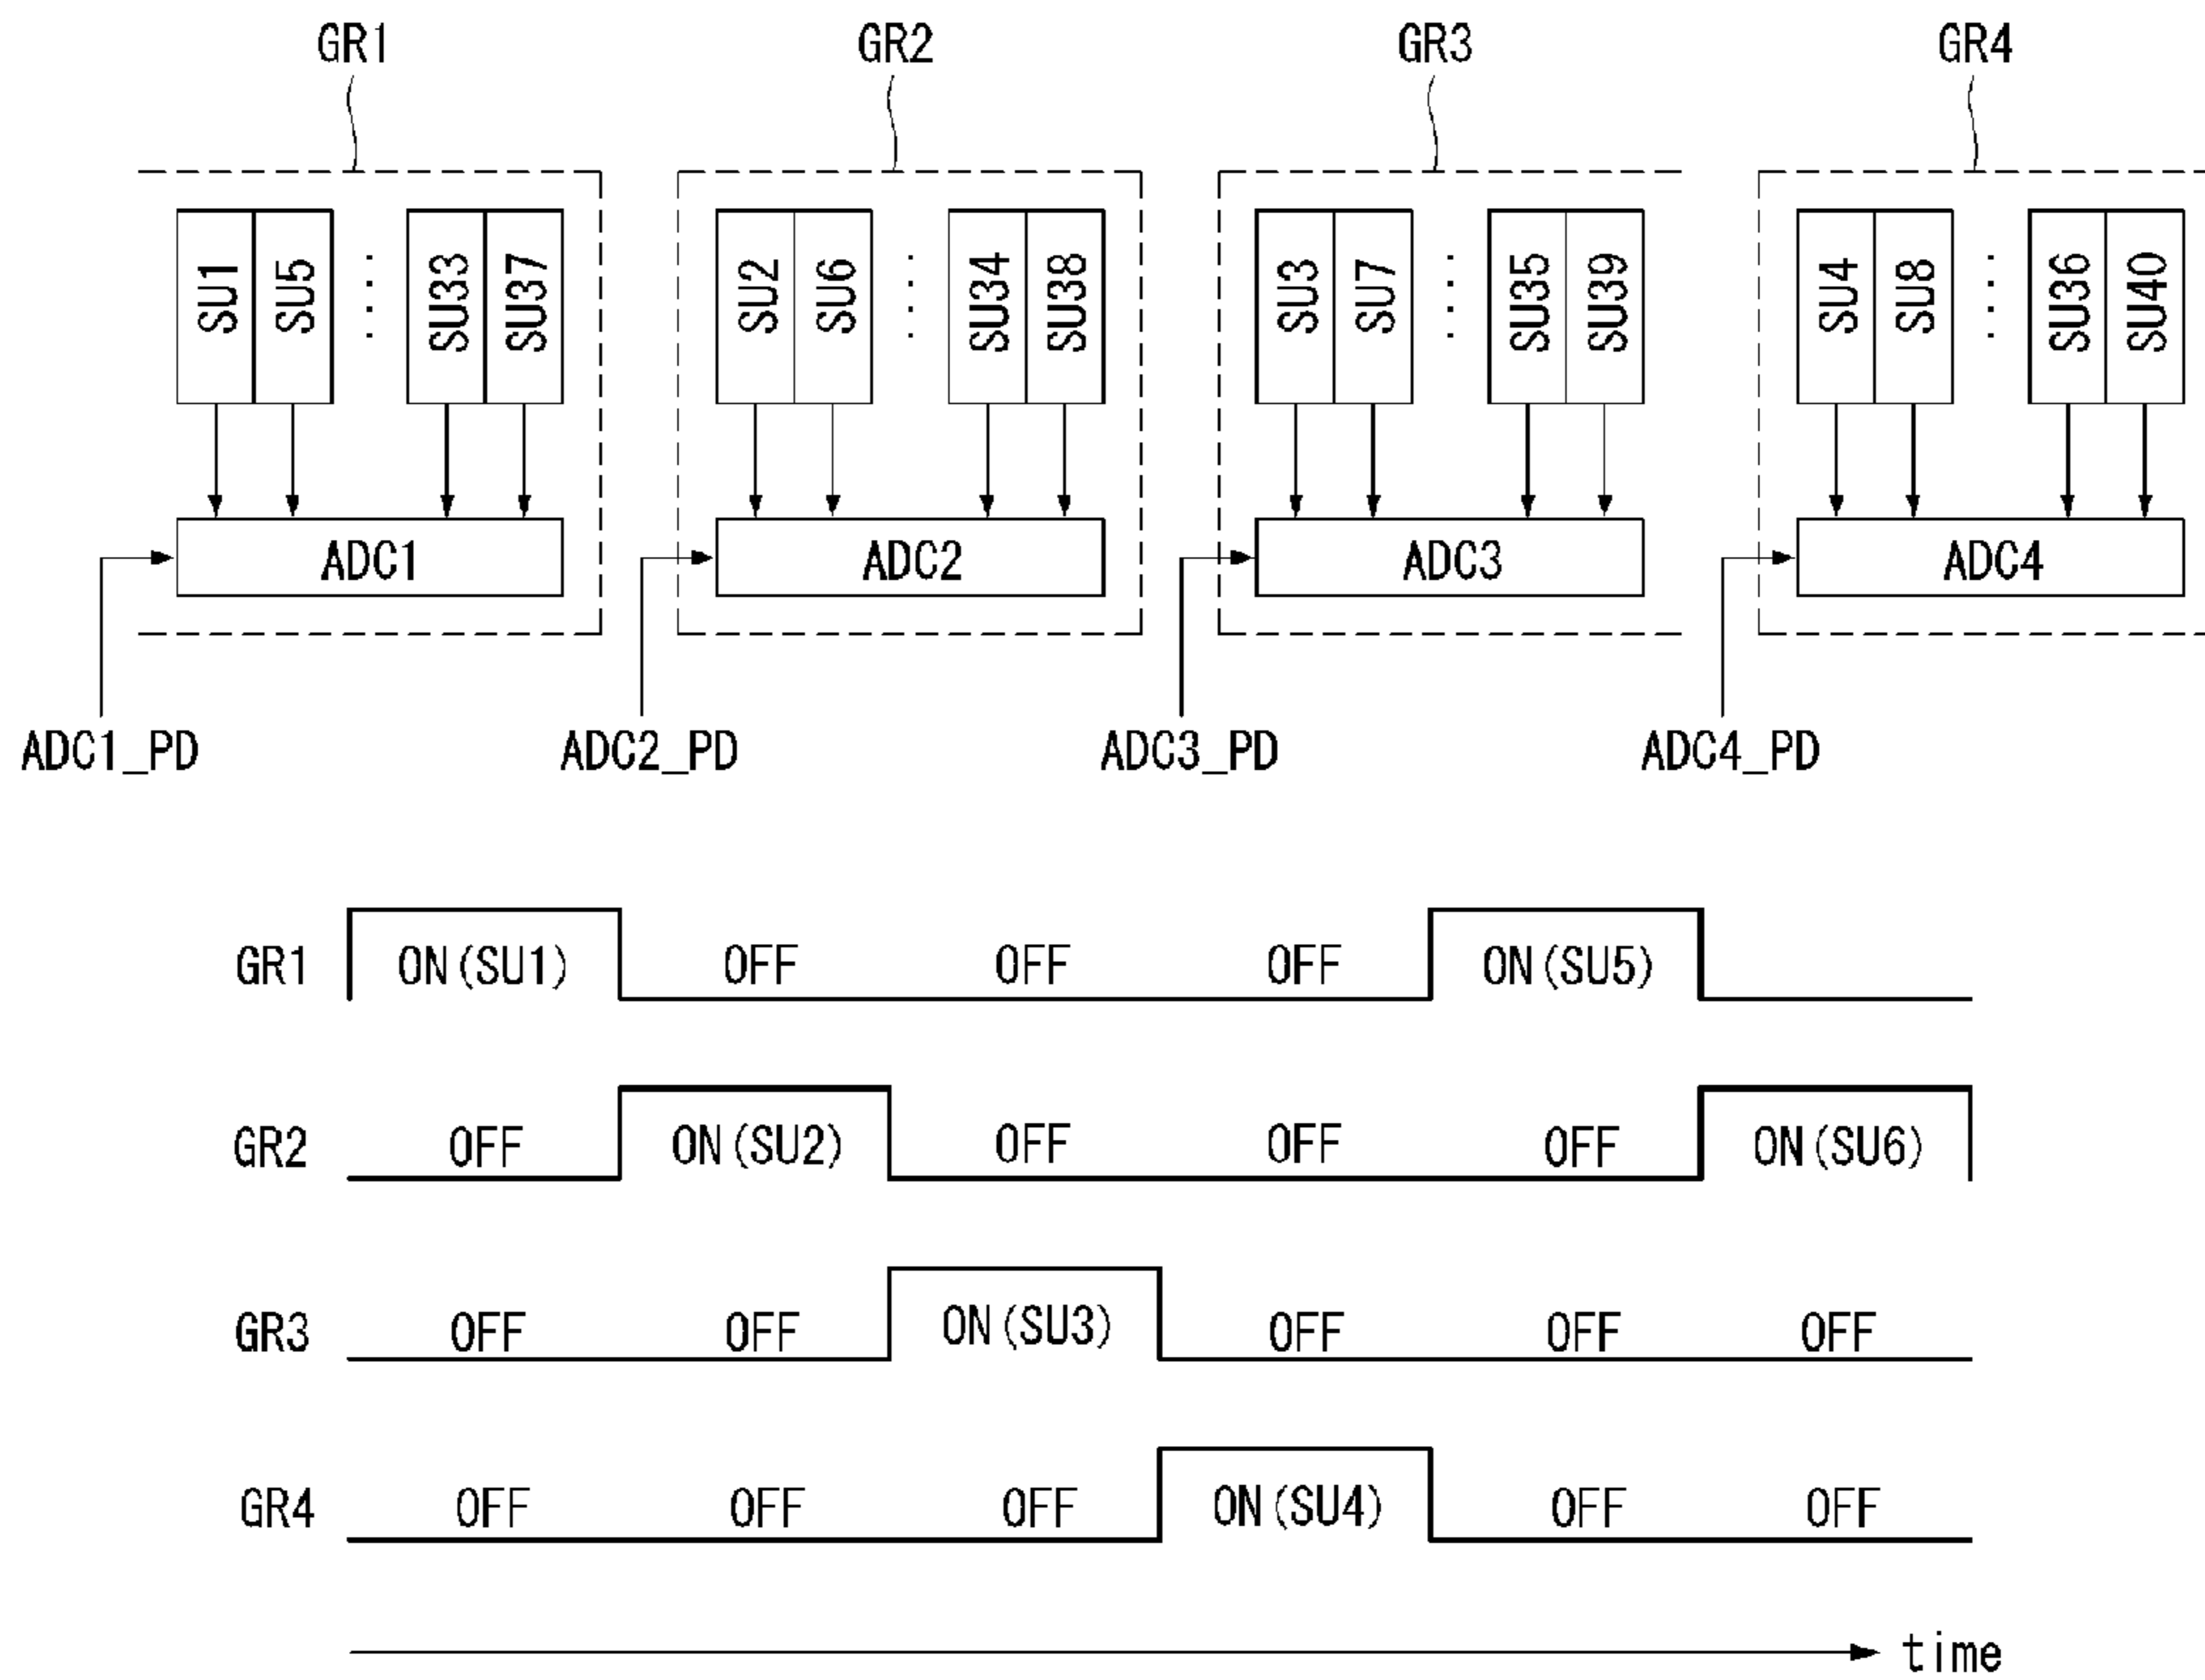 GR1 GR2 GR3 GR4
SU1 SU5 SU33 SU37 SU2 SU6 SU34 SU38 SU3 SU7 SU35 SU39 SU4 SU8 SU36 SU40
ADC1 ADC2 ADC3 ADC4
ADC1_PD ADC2_PD ADC3_PD ADC4_PD
GR1 ON(SU1) OFF OFF OFF ON(SU5)
GR2 OFF ON(SU2) OFF OFF OFF ON(SU6)
GR3 OFF OFF ON(SU3) OFF OFF OFF
GR4 OFF OFF OFF ON(SU4) OFF OFF
time